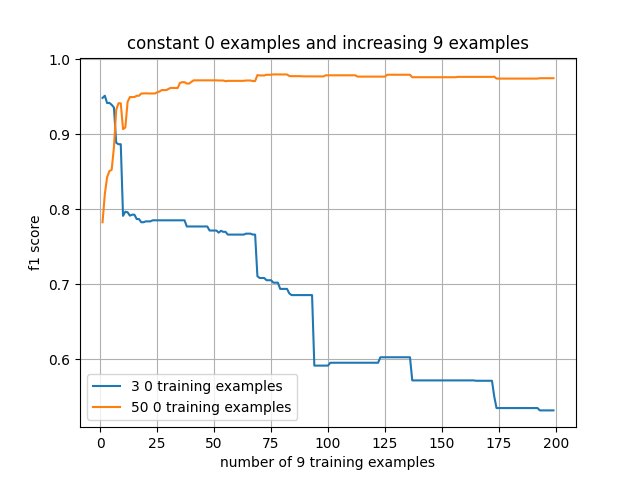 constant 0 examples and increasing 9 examples
1.0
0.9
0.8
0.7
0.6
f1 score
3 0 training examples
50 0 training examples
0 25 50 75 100 125 150 175 200
number of 9 training examples